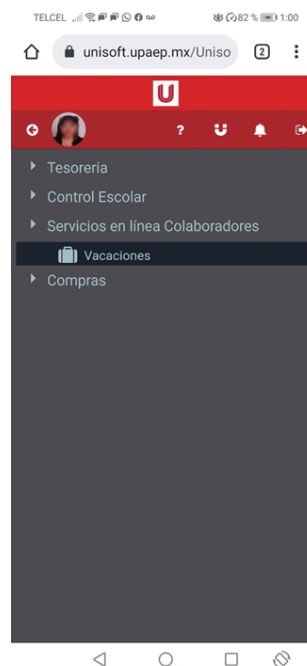 TELCEL 82 % 1:00
unisoft.upaep.mx/Uniso 2
U
?
Tesoreria
Control Escolar
Servicios en línea Colaboradores
Vacaciones
Compras